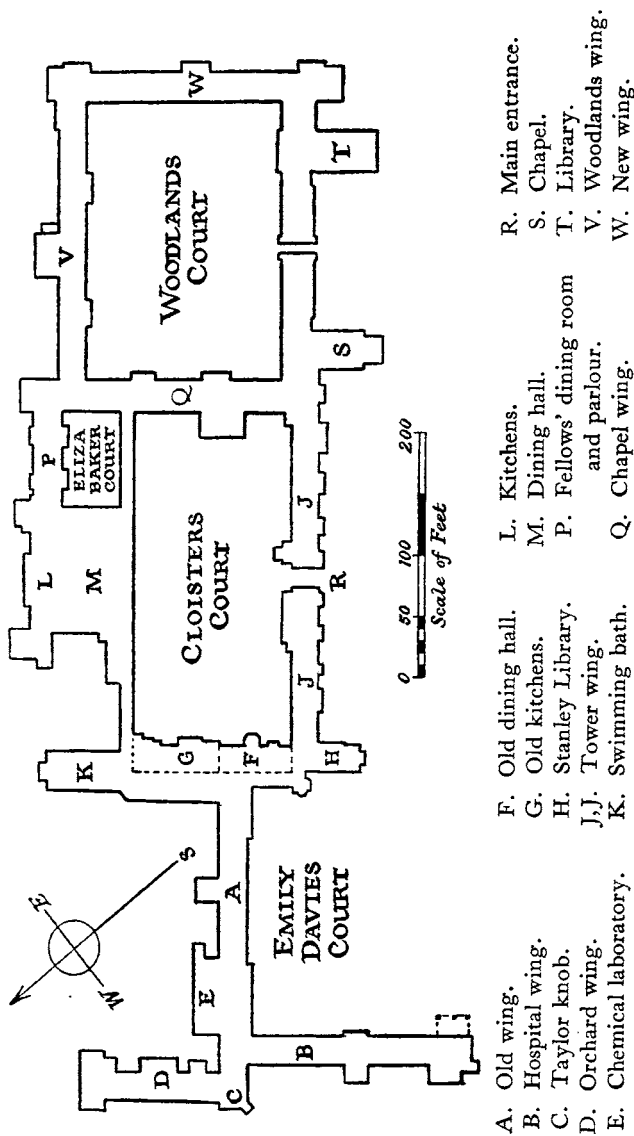 E
W
S
K
L
M
P
ELIZA
BAKER
COURT
V
W
WOODLANDS
COURT
Q
CLOISTERS
COURT
G
F
H
J
R
J
S
T
D
E
C
A
B
EMILY
DAVIES
COURT
0 50 100 200
Scale of Feet
A. Old wing.
B. Hospital wing.
C. Taylor knob.
D. Orchard wing.
E. Chemical laboratory.
F. Old dining hall.
G. Old kitchens.
H. Stanley Library.
J,J. Tower wing.
K. Swimming bath.
L. Kitchens.
M. Dining hall.
P. Fellows' dining room
and parlour.
Q. Chapel wing.
R. Main entrance.
S. Chapel.
T. Library.
V. Woodlands wing.
W. New wing.